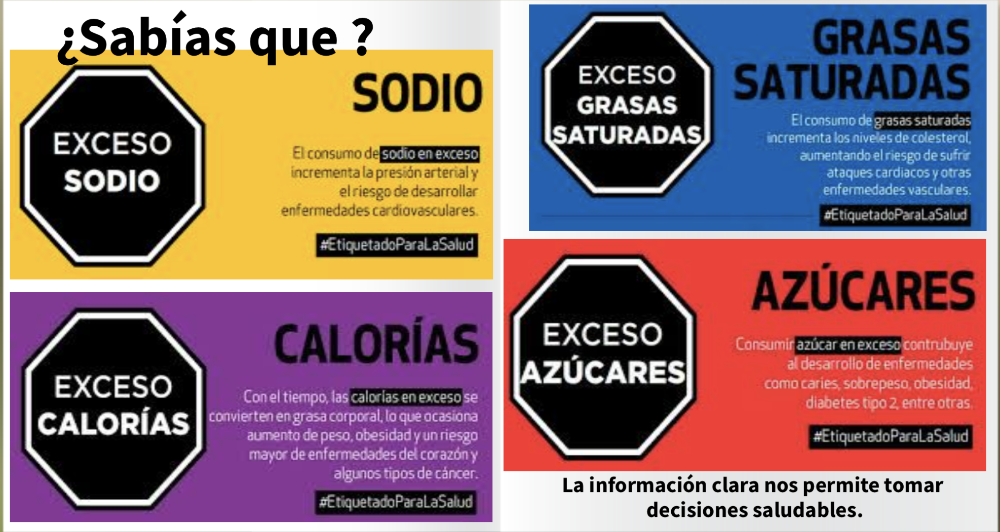 ¿Sabías que ?
EXCESO
SODIO
SODIO
El consumo de sodio en exceso
incrementa la presión arterial y
el riesgo de desarrollar
enfermedades cardiovasculares.
#EtiquetadoParaLaSalud
EXCESO
CALORÍAS
CALORÍAS
Con el tiempo, las calorías en exceso se
convierten en grasa corporal, lo que ocasiona
aumento de peso, obesidad y un riesgo
mayor de enfermedades del corazón y
algunos tipos de cáncer.
#EtiquetadoParaLaSalud
EXCESO
GRASAS
SATURADAS
GRASAS
SATURADAS
El consumo de grasas saturadas
incrementa los niveles de colesterol,
aumentando el riesgo de sufrir
ataques cardiacos y otras
enfermedades vasculares.
#EtiquetadoParaLaSalud
EXCESO
AZÚCARES
AZÚCARES
Consumir azúcar en exceso contrubuye
al desarrollo de enfermedades
como caries, sobrepeso, obesidad,
diabetes tipo 2, entre otras.
#EtiquetadoParaLaSalud
La información clara nos permite tomar
decisiones saludables.